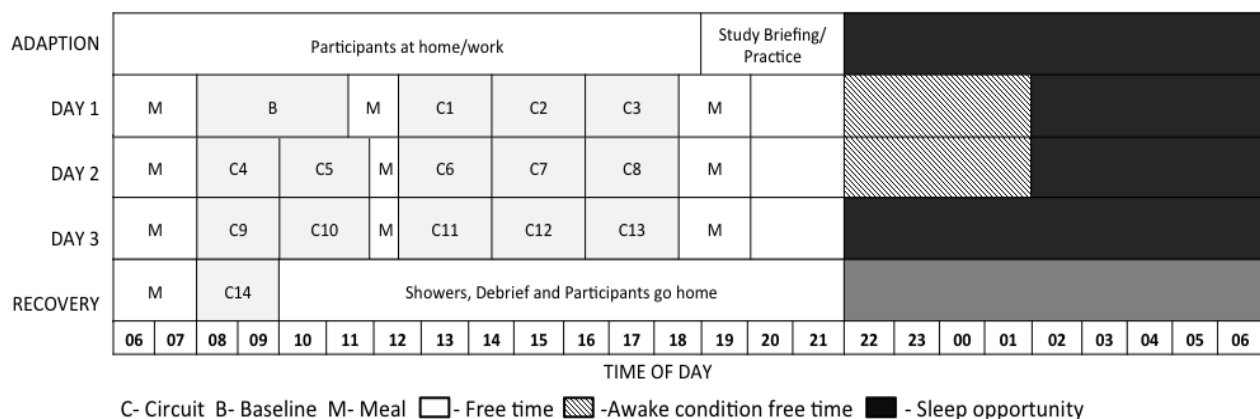 ADAPTION Participants at home/work Study Briefing/
Practice
DAY 1 M B M C1 C2 C3 M
DAY 2 M C4 C5 M C6 C7 C8 M
DAY 3 M C9 C10 M C11 C12 C13 M
RECOVERY M C14 Showers, Debrief and Participants go home
06 07 08 09 10 11 12 13 14 15 16 17 18 19 20 21 22 23 00 01 02 03 04 05 06
TIME OF DAY
C- Circuit B- Baseline M- Meal - Free time -Awake condition free time - Sleep opportunity